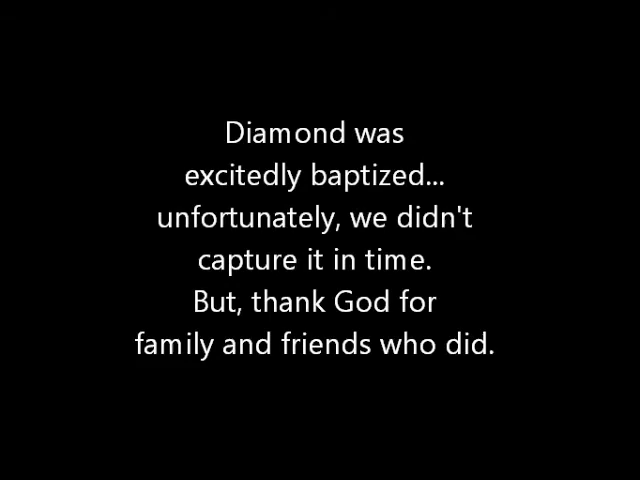 Diamond was
excitedly baptized...
unfortunately, we didn't
capture it in time.
But, thank God for
family and friends who did.